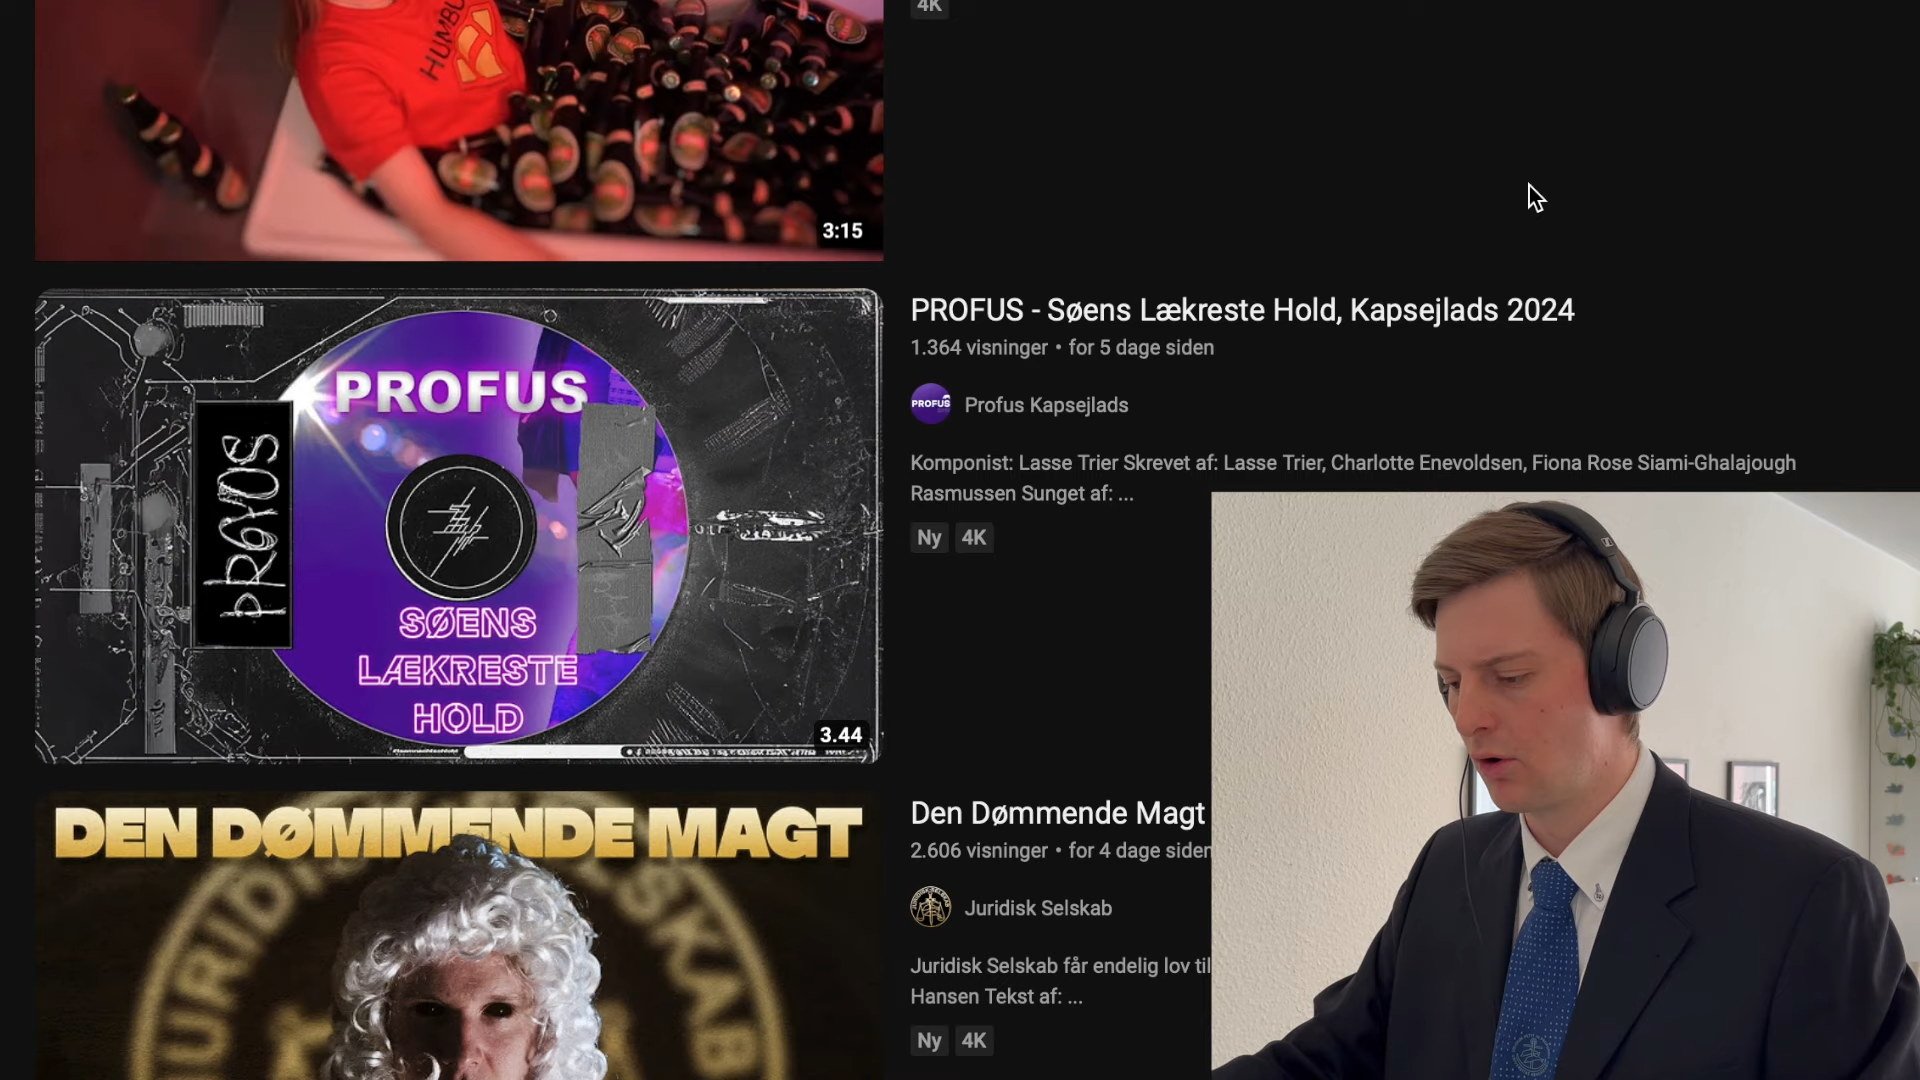 4K
HUMBU
3:15
PROFUS - Søens Lækreste Hold, Kapsejlads 2024
1.364 visninger • for 5 dage siden
PROFUS
Profus Kapsejlads
Komponist: Lasse Trier Skrevet af: Lasse Trier, Charlotte Enevoldsen, Fiona Rose Siami-Ghalajough
Rasmussen Sunget af: ...
Ny 4K
PROFUS
SØENS
LÆKRESTE
HOLD
3.44
Den Dømmende Magt
2.606 visninger • for 4 dage siden
Juridisk Selskab
Juridisk Selskab får endelig lov til
Hansen Tekst af: ...
Ny 4K
DEN DØMMENDE MAGT